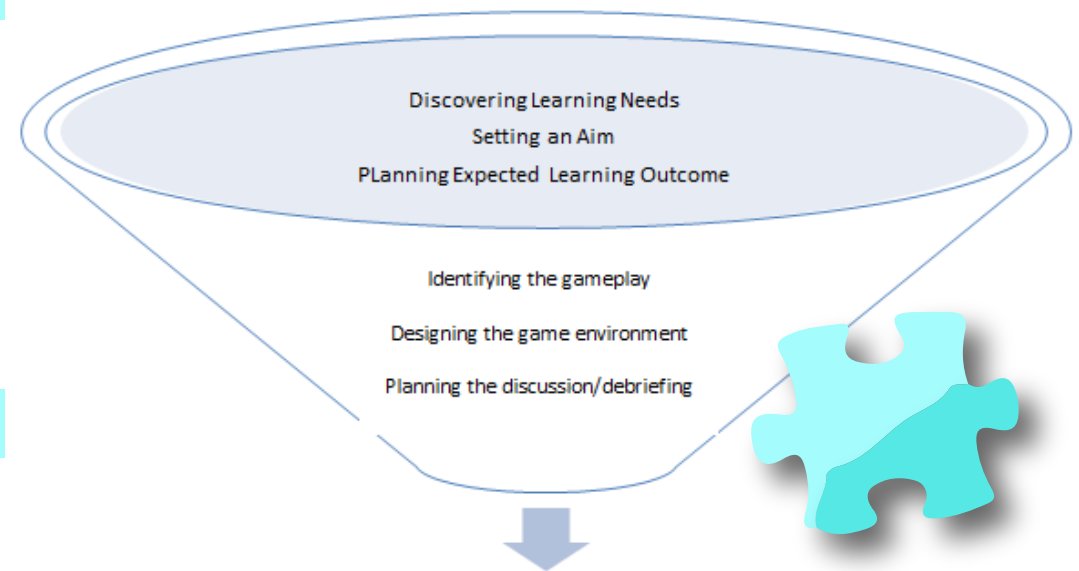 Discovering Learning Needs
Setting an Aim
PLanning Expected Learning Outcome
Identifying the gameplay
Designing the game environment
Planning the discussion/debriefing